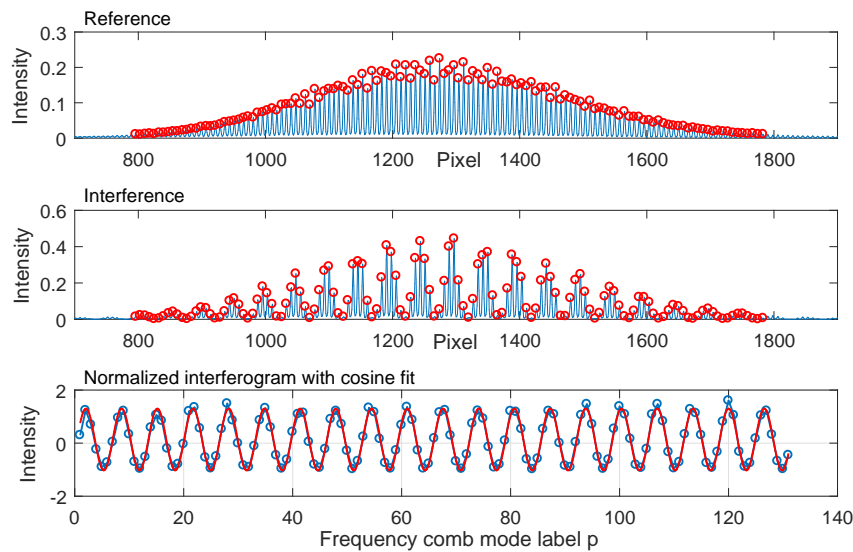 Reference
0.3
0.2
0.1
0
Intensity
800 1000 1200 1400 1600 1800
Pixel
Interference
0.6
0.4
0.2
0
Intensity
800 1000 1200 1400 1600 1800
Pixel
Normalized interferogram with cosine fit
2
0
-2
Intensity
0 20 40 60 80 100 120 140
Frequency comb mode label p